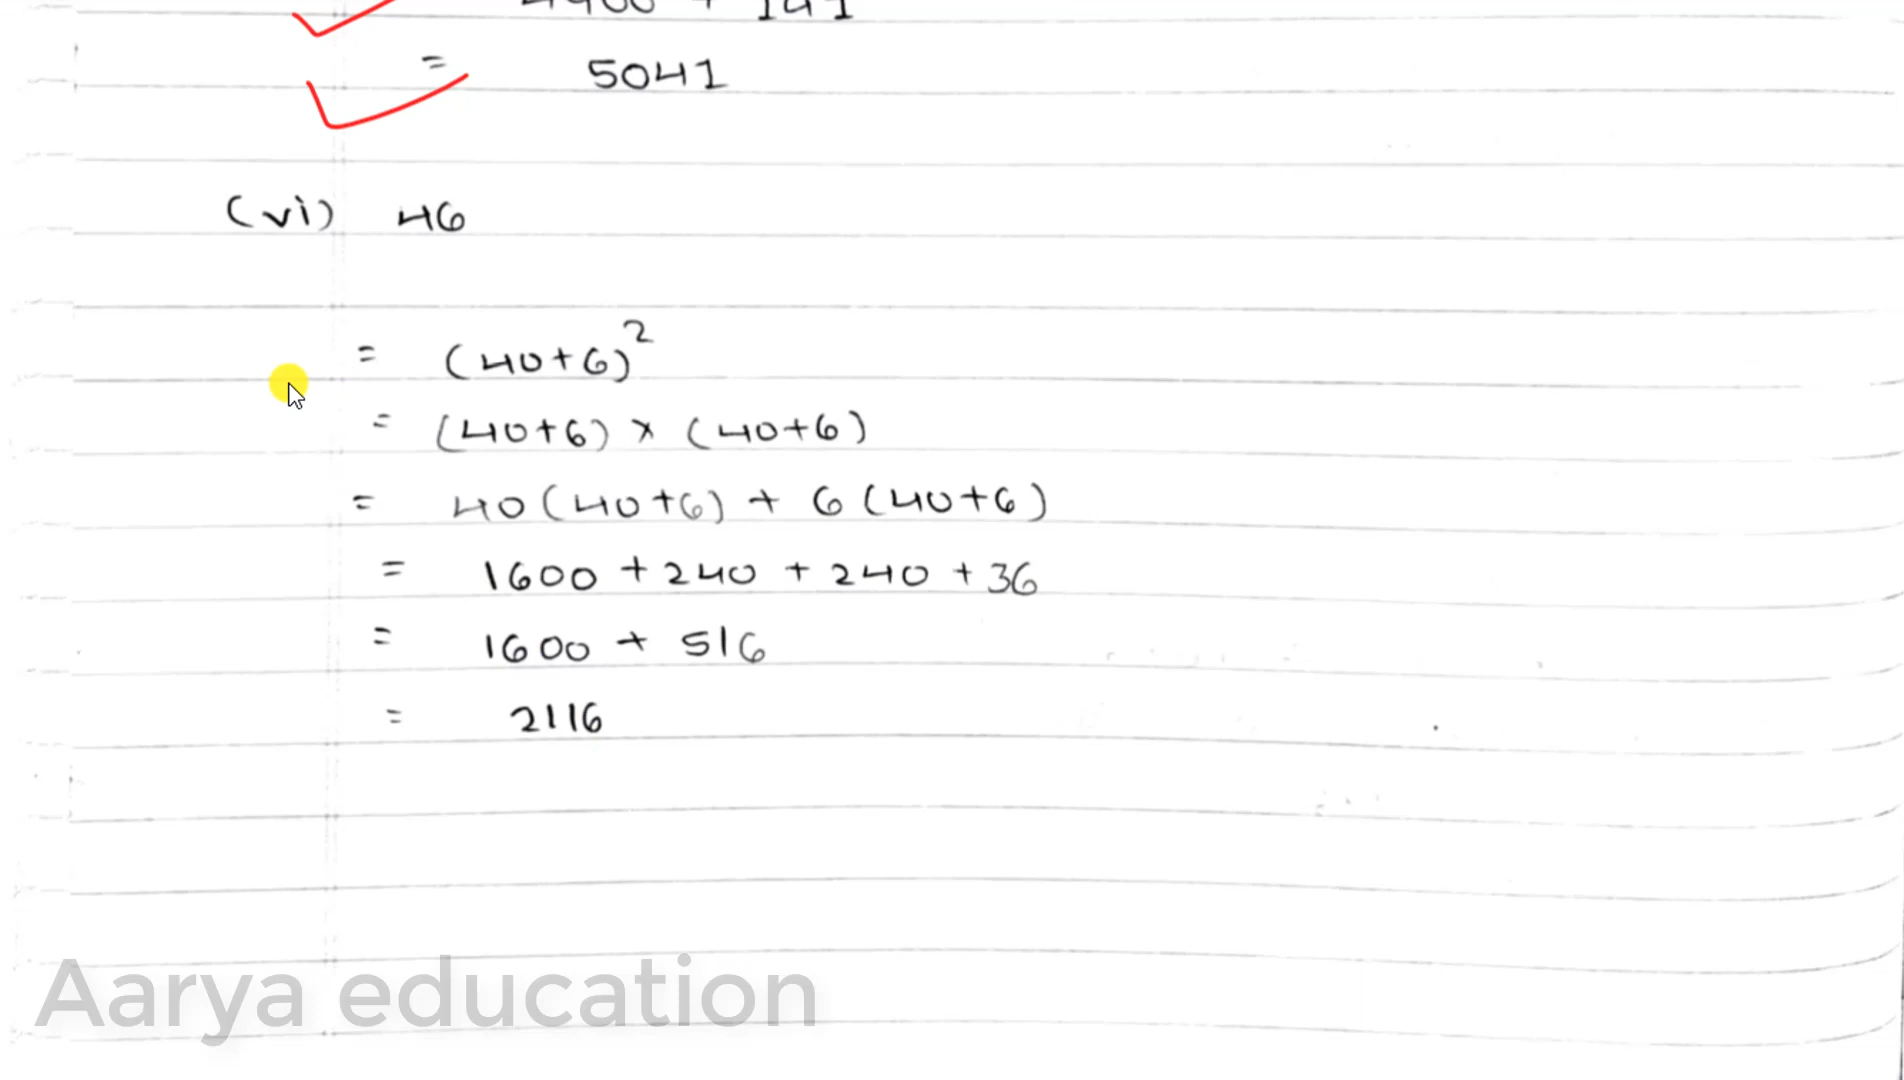 = 5041
(vi) 46
= (40+6)²
= (40+6) × (40+6)
= 40(40+6) + 6(40+6)
= 1600 + 240 + 240 + 36
= 1600 + 516
= 2116
Aarya education